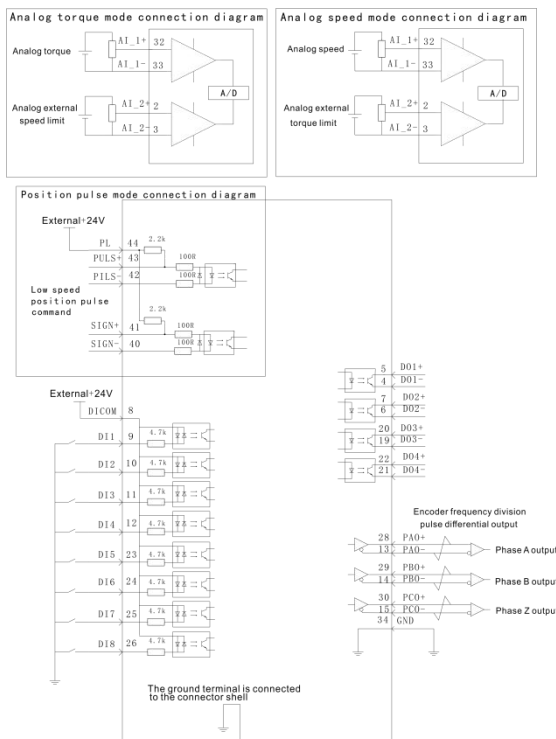 Analog torque mode connection diagram
Analog torque
AI_1+ 32
AI_1- 33
A/D
Analog external
speed limit
AI_2+ 2
AI_2- 3
Analog speed mode connection diagram
Analog speed
AI_1+ 32
AI_1- 33
A/D
Analog external
torque limit
AI_2+ 2
AI_2- 3
Position pulse mode connection diagram
External+24V
PL 44
2.2k
PULS+ 43
100R
PILS- 42
100R
Low speed
position pulse
command
2.2k
SIGN+ 41
100R
SIGN- 40
100R
External+24V
DICOM 8
DI1 9 4.7k
DI2 10 4.7k
DI3 11 4.7k
DI4 12 4.7k
DI5 23 4.7k
DI6 24 4.7k
DI7 25 4.7k
DI8 26 4.7k
5 DO1+
4 DO1-
7 DO2+
6 DO2-
20 DO3+
19 DO3-
22 DO4+
21 DO4-
Encoder frequency division
pulse differential output
28 PAO+
13 PAO-
Phase A output
29 PBO+
14 PBO-
Phase B output
30 PCO+
15 PCO-
Phase Z output
34 GND
The ground terminal is connected
to the connector shell